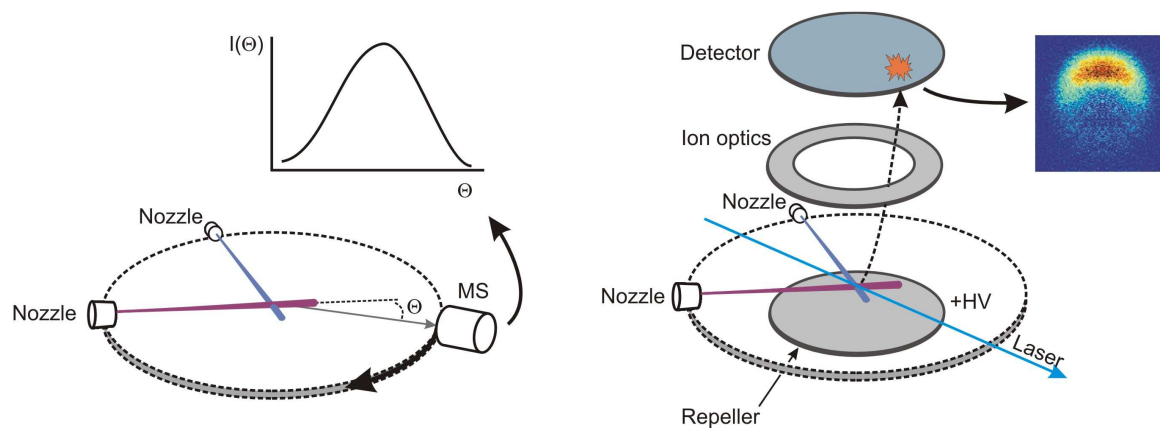 I(Θ)
Θ
Nozzle
Nozzle
Θ
MS
Detector
Ion optics
Nozzle
Nozzle
+HV
Laser
Repeller